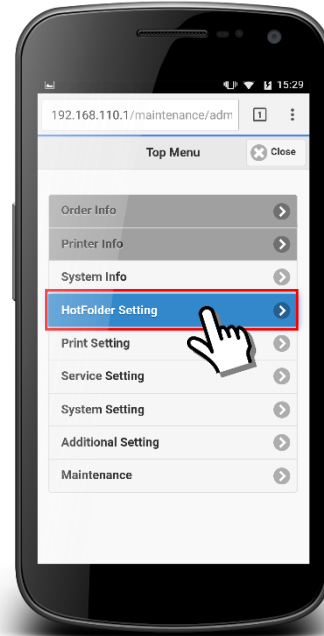 15:29
192.168.110.1/maintenance/adm
1
Top Menu
Close
Order Info
Printer Info
System Info
HotFolder Setting
Print Setting
Service Setting
System Setting
Additional Setting
Maintenance